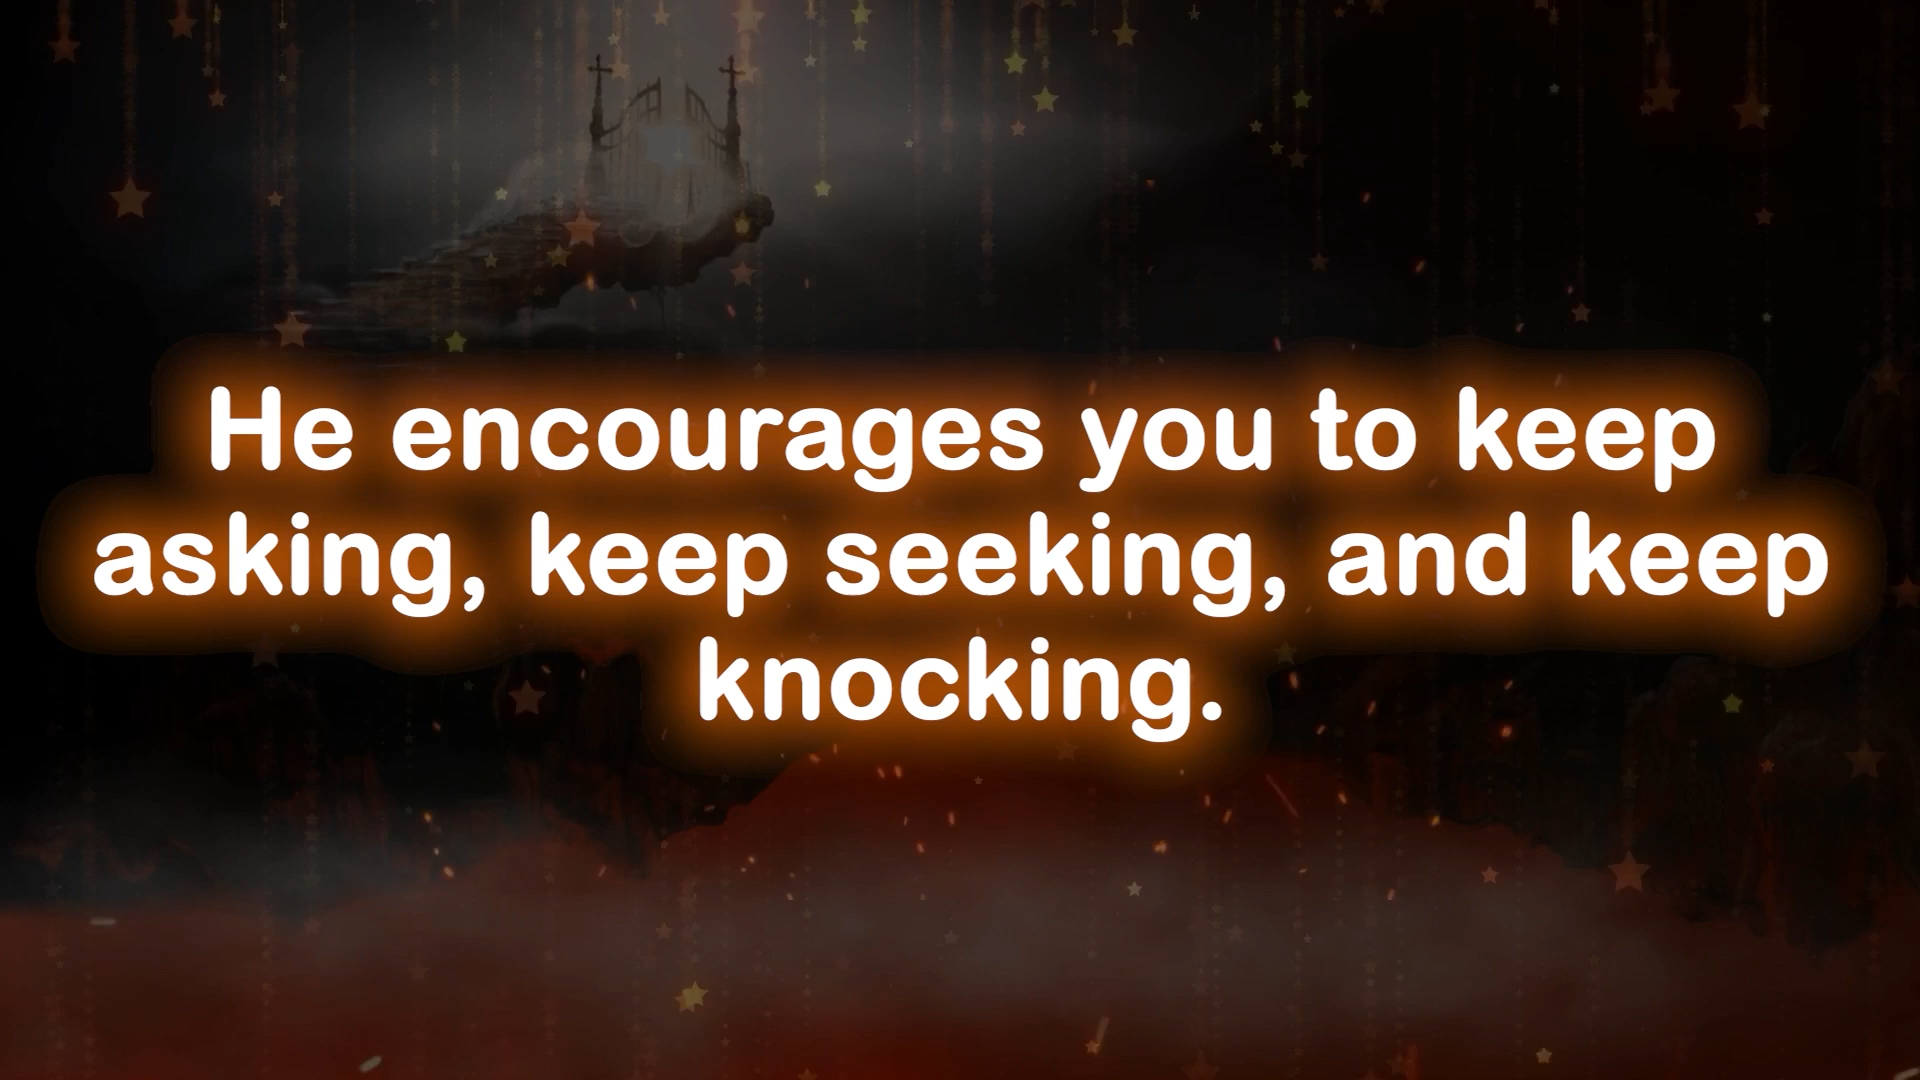 He encourages you to keep
asking, keep seeking, and keep
knocking.